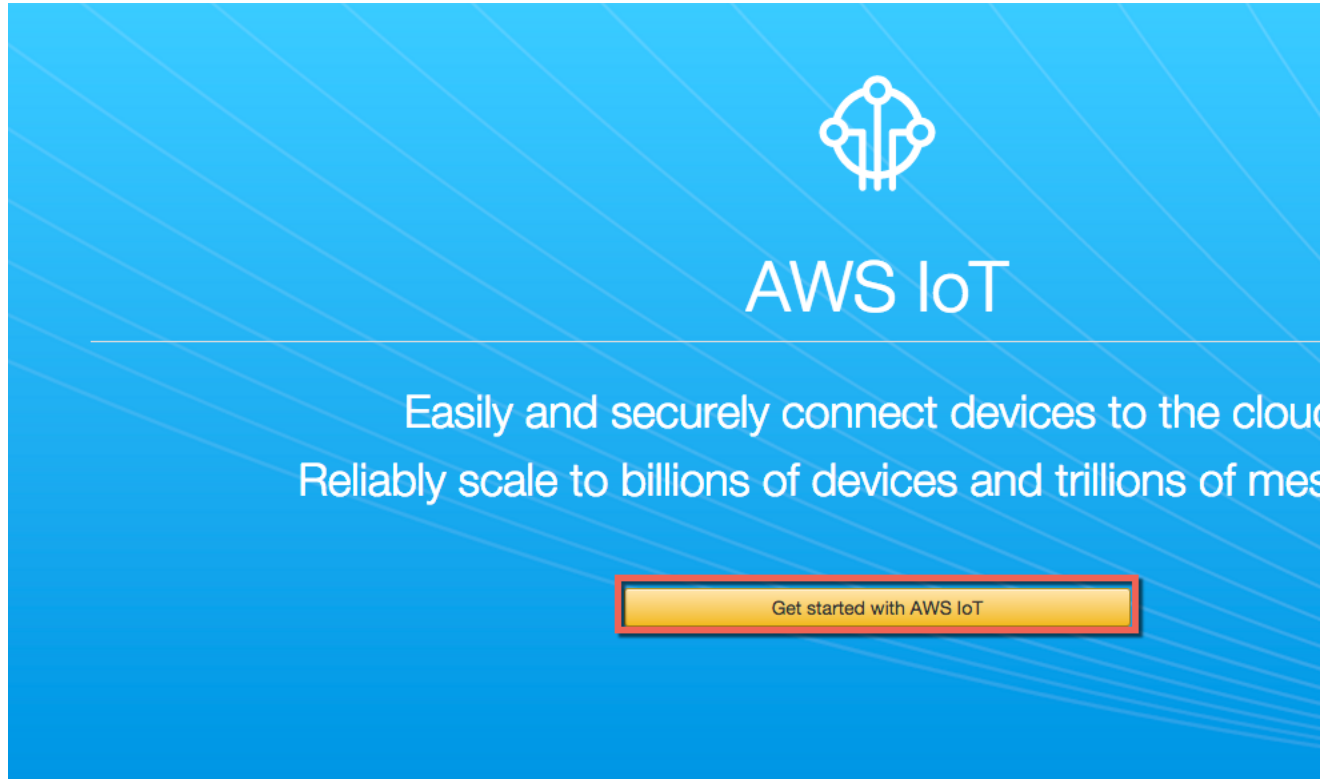 AWS IoT
Easily and securely connect devices to the clou
Reliably scale to billions of devices and trillions of mes
Get started with AWS IoT